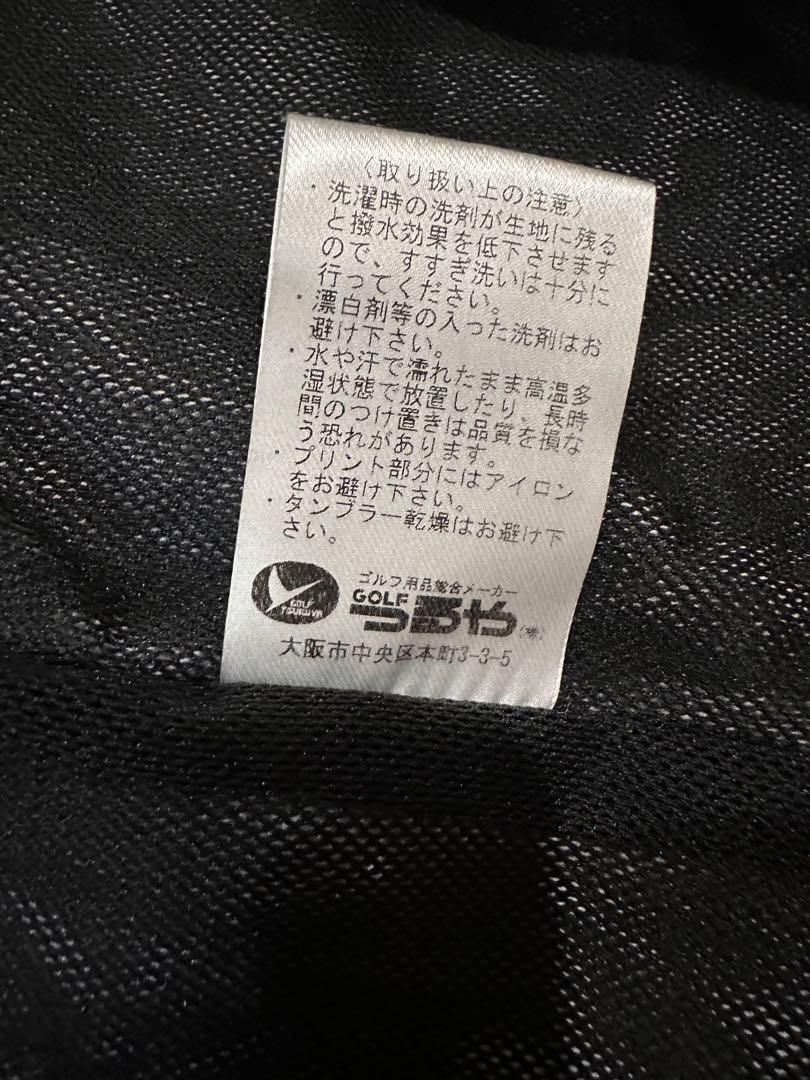 〈取り扱い上の注意〉
・洗濯時の洗剤が生地に残る
と撥水効果を低下させます
ので、すすぎ洗いは十分に
行ってください。
・漂白剤等の入った洗剤はお
避け下さい。
・水や汗で濡れたまま高温多
湿状態で放置したり、長時
間のつけ置きは品質を損な
う恐れがあります。
・プリント部分にはアイロン
をお避け下さい。
・タンブラー乾燥はお避け下
さい。
ゴルフ用品総合メーカー
GOLF つるや(株)
GOLF
TSURUYA
大阪市中央区本町3-3-5